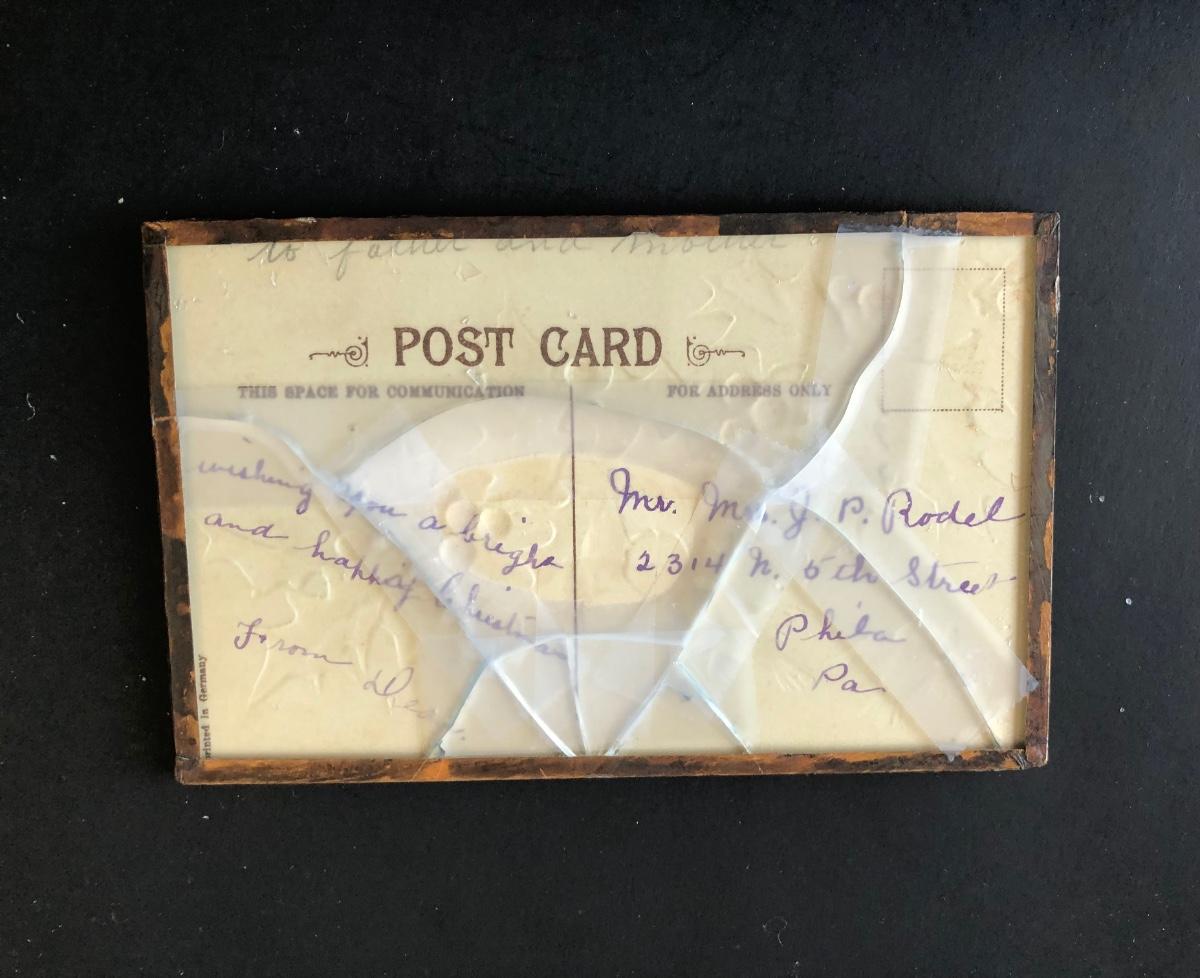 to father and mother
POST CARD
THIS SPACE FOR COMMUNICATION
FOR ADDRESS ONLY
wishing you a bright
and happy Christmas
From
Mr. Mrs. J. P. Rodel
2314 N. 5th Street
Phila
Pa
Printed in Germany